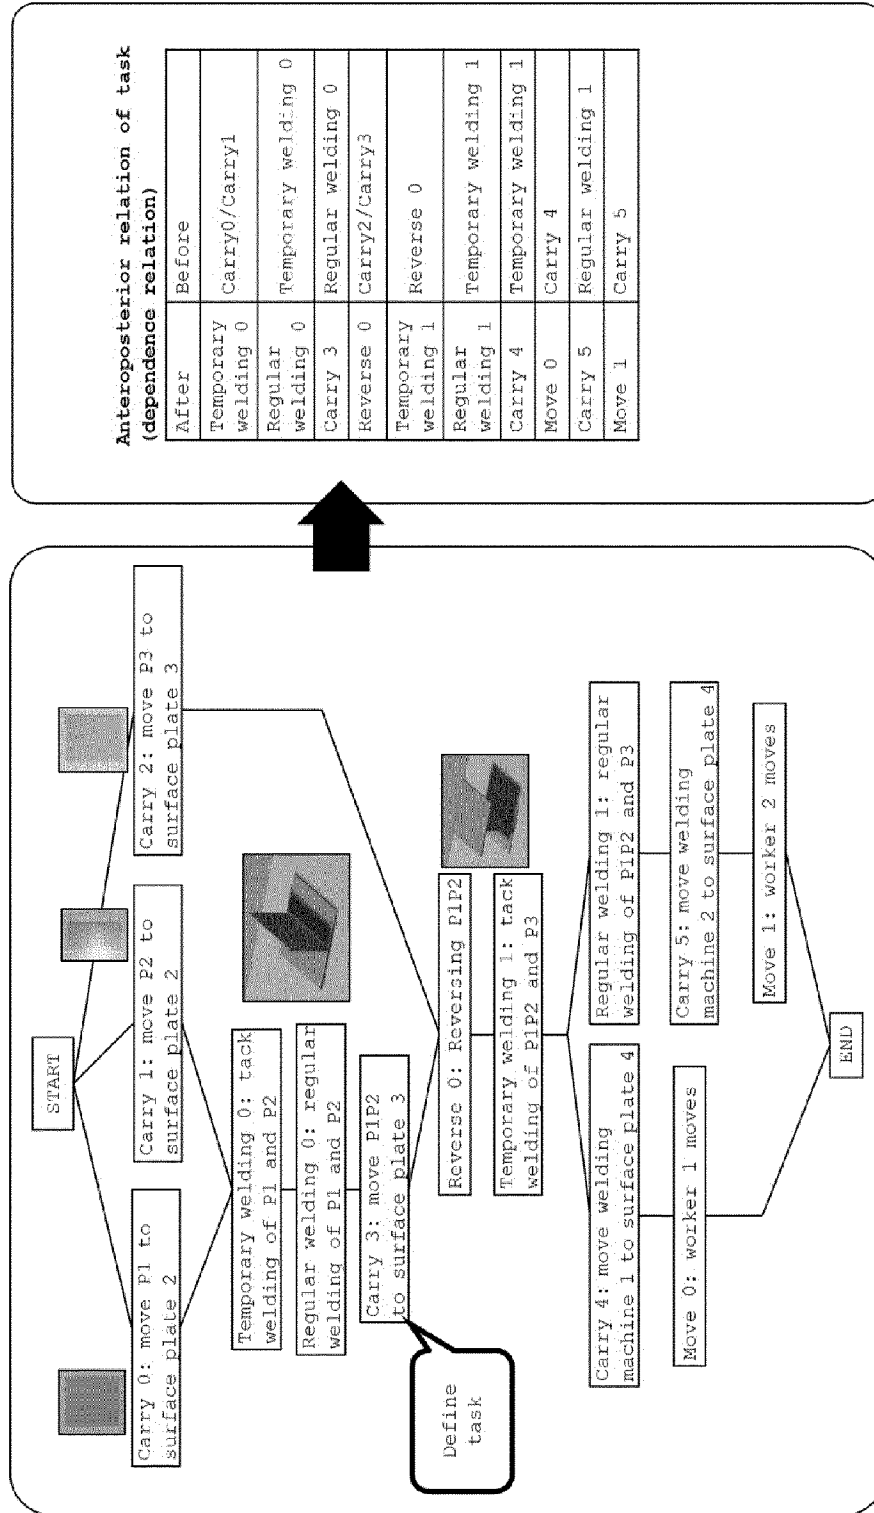 START
Carry 0: move P1 to
surface plate 2
Carry 1: move P2 to
surface plate 2
Carry 2: move P3 to
surface plate 3
Temporary welding 0: tack
welding of P1 and P2
Regular welding 0: regular
welding of P1 and P2
Carry 3: move P1P2
to surface plate 3
Define
task
Reverse 0: Reversing P1P2
Temporary welding 1: tack
welding of P1P2 and P3
Carry 4: move welding
machine 1 to surface plate 4
Regular welding 1: regular
welding of P1P2 and P3
Move 0: worker 1 moves
Carry 5: move welding
machine 2 to surface plate 4
Move 1: worker 2 moves
END
Anteroposterior relation of task
(dependence relation)
After Before
Temporary
welding 0 Carry0/Carry1
Regular
welding 0 Temporary welding 0
Carry 3 Regular welding 0
Reverse 0 Carry2/Carry3
Temporary
welding 1 Reverse 0
Regular
welding 1 Temporary welding 1
Carry 4 Temporary welding 1
Move 0 Carry 4
Carry 5 Regular welding 1
Move 1 Carry 5